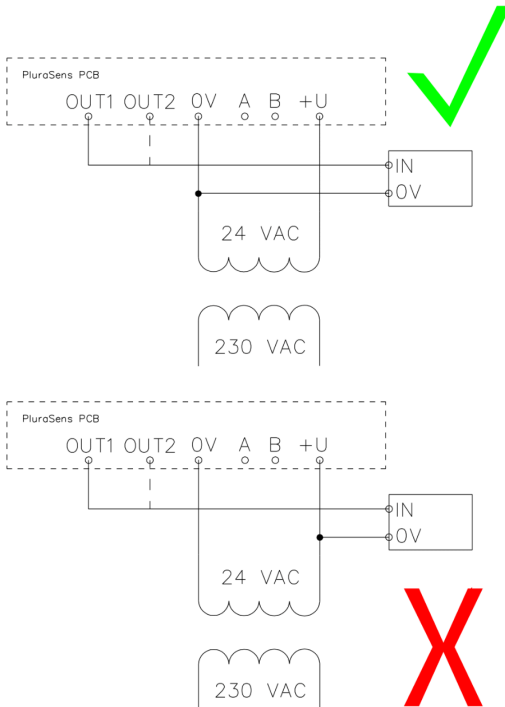 PluraSens PCB
OUT1 OUT2 0V A B +U
IN
0V
24 VAC
230 VAC
PluraSens PCB
OUT1 OUT2 0V A B +U
IN
0V
24 VAC
230 VAC